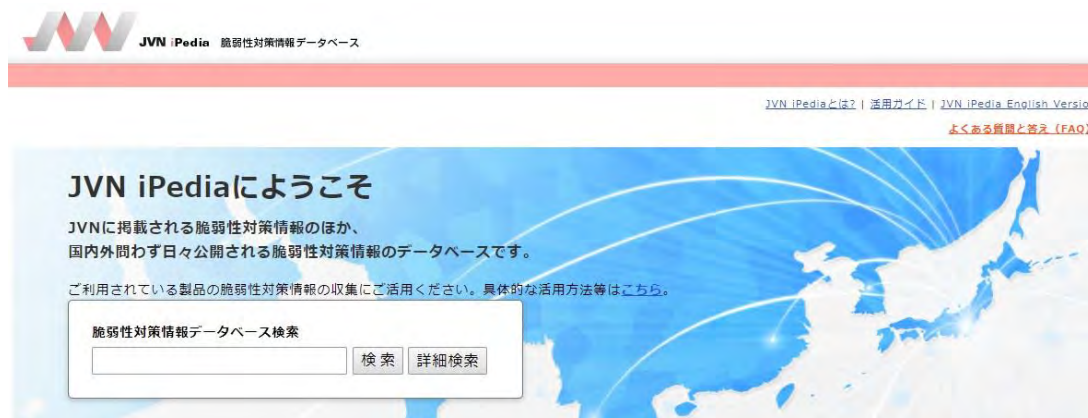 JVN iPedia 脆弱性対策情報データベース
JVN iPediaとは? | 活用ガイド | JVN iPedia English Versio
よくある質問と答え（FAQ）
JVN iPediaにようこそ
JVNに掲載される脆弱性対策情報のほか、
国内外問わず日々公開される脆弱性対策情報のデータベースです。
ご利用されている製品の脆弱性対策情報の収集にご活用ください。具体的な活用方法等はこちら。
脆弱性対策情報データベース検索
検索 詳細検索